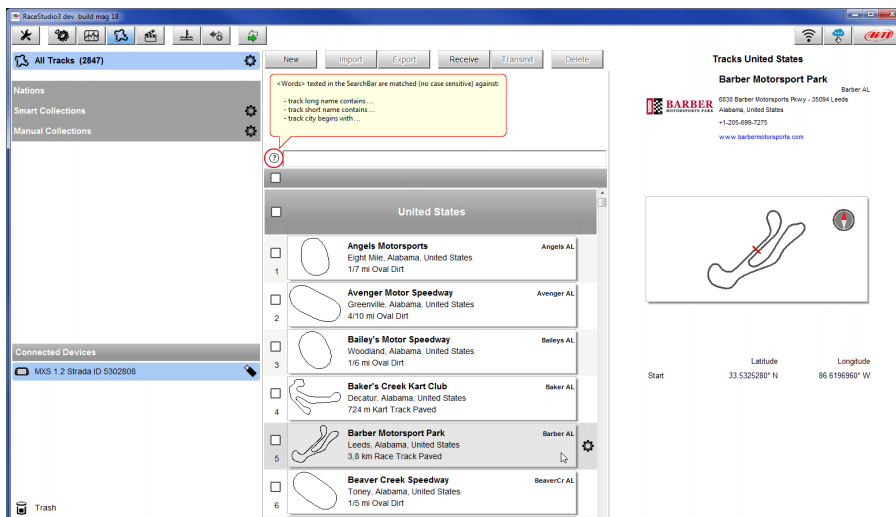 RaceStudio3 dev build mag 18
All Tracks (2847)
Nations
Smart Collections
Manual Collections
Connected Devices
MXS 1.2 Strada ID 5302808
Trash
New Import Export Receive Transmit Delete
<Words> texted in the SearchBar are matched (no case sensitive) against:
- track long name contains...
- track short name contains...
- track city begins with...
?
United States
Angels Motorsports Angels AL
Eight Mile, Alabama, United States
1/7 mi Oval Dirt
1
Avenger Motor Speedway Avenger AL
Greenville, Alabama, United States
4/10 mi Oval Dirt
2
Bailey's Motor Speedway Baileys AL
Woodland, Alabama, United States
1/6 mi Oval Dirt
3
Baker's Creek Kart Club Baker AL
Decatur, Alabama, United States
724 m Kart Track Paved
4
Barber Motorsport Park Barber AL
Leeds, Alabama, United States
3,8 km Race Track Paved
5
Beaver Creek Speedway BeaverCr AL
Toney, Alabama, United States
1/5 mi Oval Dirt
6
AiM
Tracks United States
Barber Motorsport Park
Barber AL
BARBER
MOTORSPORTS PARK
6030 Barber Motorsports Pkwy - 35094 Leeds
Alabama, United States
+1-205-699-7275
www.barbermotorsports.com
Latitude Longitude
Start 33.5325280° N 86.6196960° W